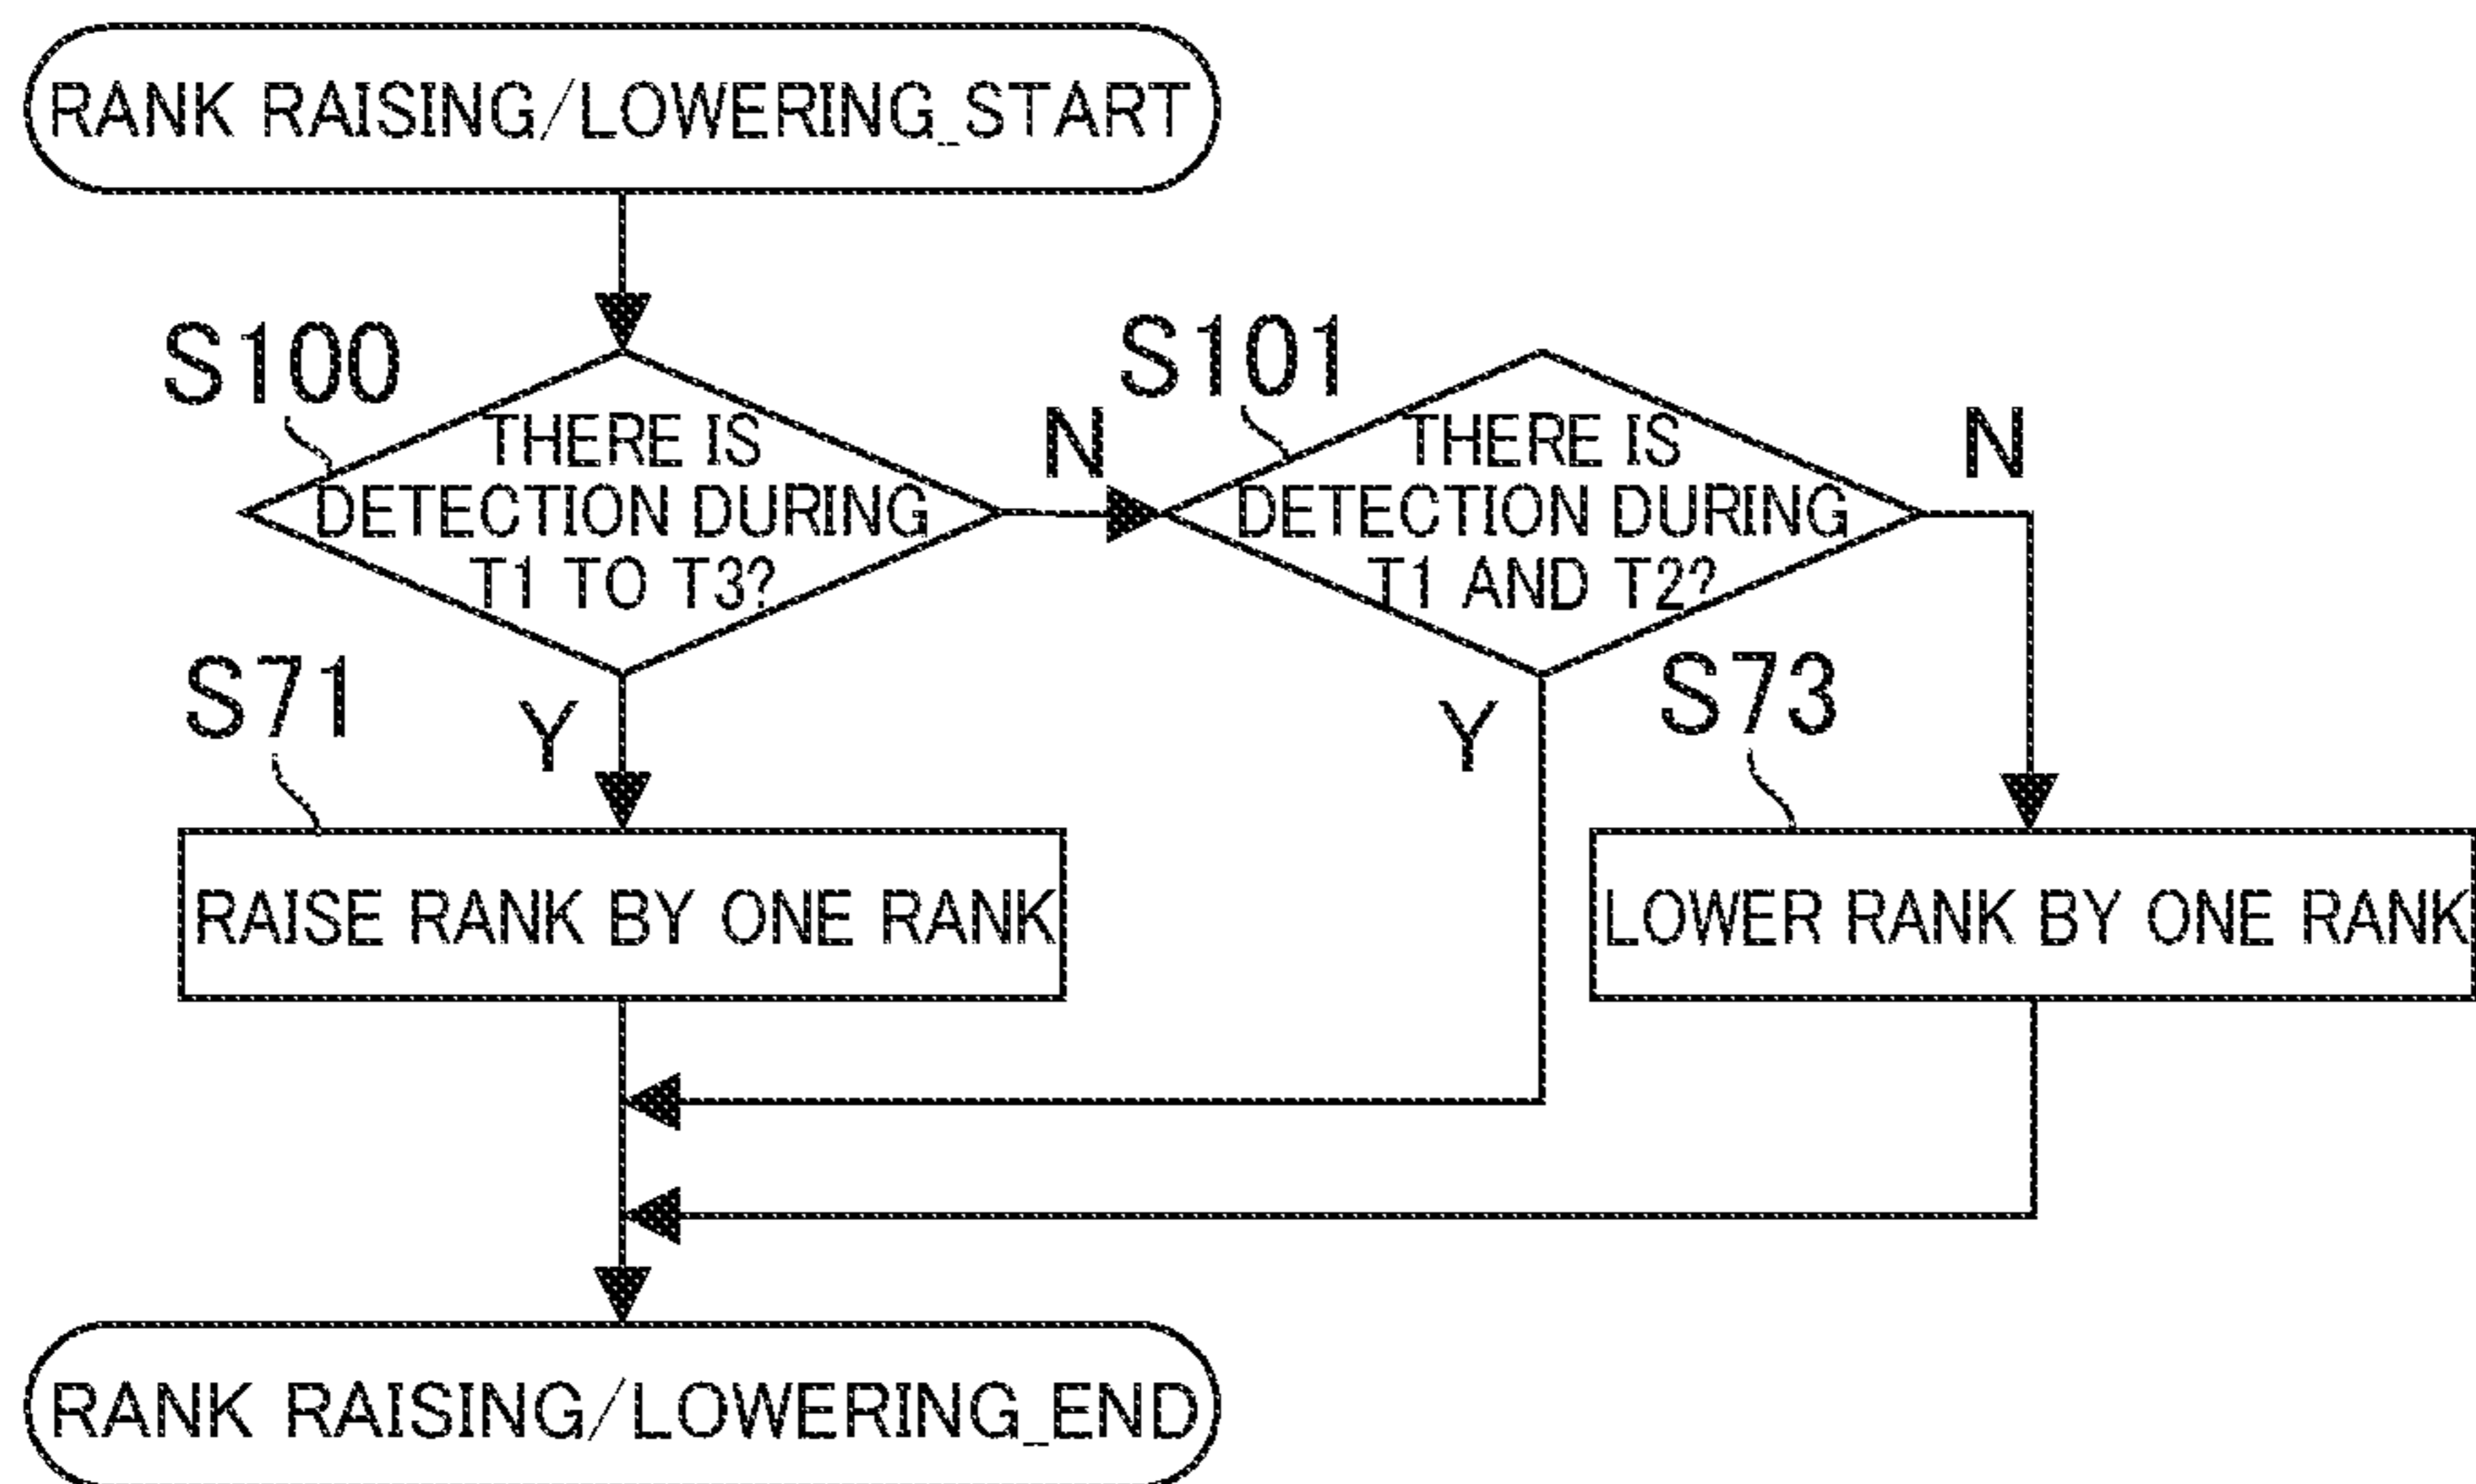 RANK RAISING/LOWERING_START
S100
THERE IS
DETECTION DURING
T1 TO T3?
N
S101
THERE IS
DETECTION DURING
T1 AND T2?
N
S71
Y
Y
S73
RAISE RANK BY ONE RANK
LOWER RANK BY ONE RANK
RANK RAISING/LOWERING_END